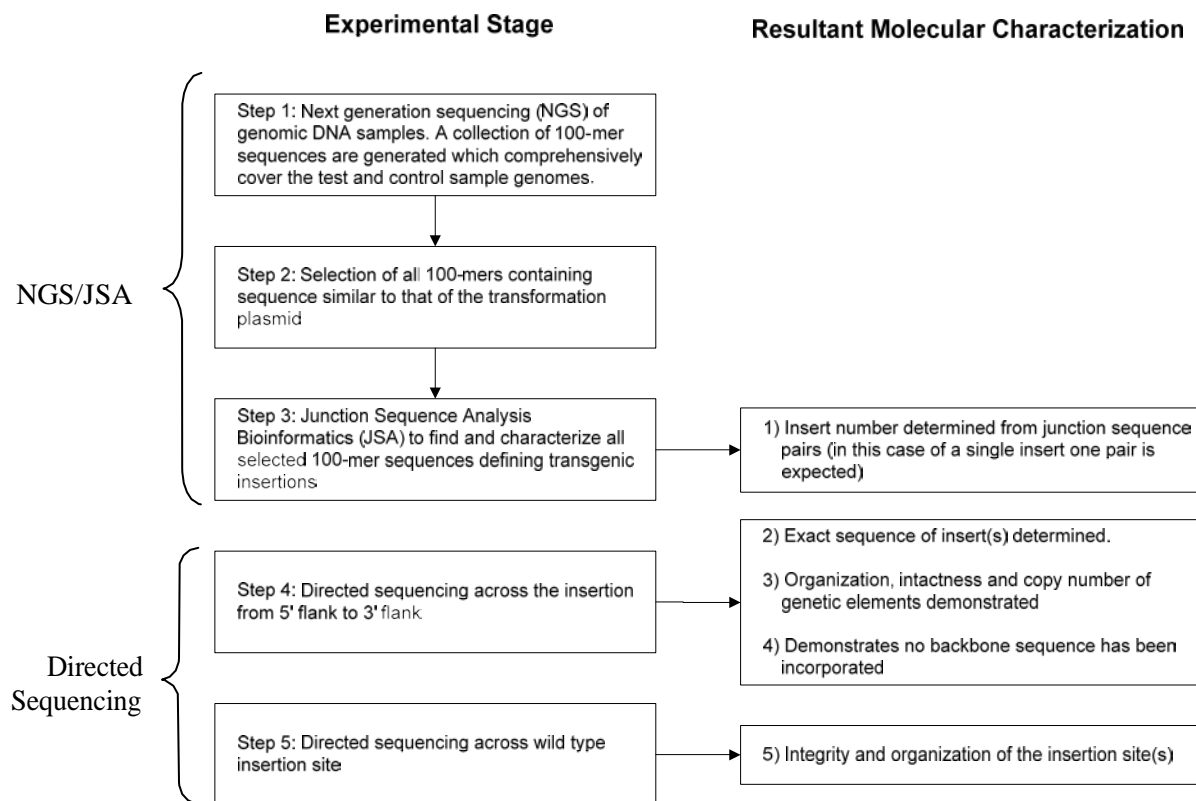 Experimental Stage
Resultant Molecular Characterization
NGS/JSA
Step 1: Next generation sequencing (NGS) of
genomic DNA samples. A collection of 100-mer
sequences are generated which comprehensively
cover the test and control sample genomes.
Step 2: Selection of all 100-mers containing
sequence similar to that of the transformation
plasmid
Step 3: Junction Sequence Analysis
Bioinformatics (JSA) to find and characterize all
selected 100-mer sequences defining transgenic
insertions
1) Insert number determined from junction sequence
pairs (in this case of a single insert one pair is
expected)
Directed
Sequencing
Step 4: Directed sequencing across the insertion
from 5' flank to 3' flank
2) Exact sequence of insert(s) determined.
3) Organization, intactness and copy number of
genetic elements demonstrated
4) Demonstrates no backbone sequence has been
incorporated
Step 5: Directed sequencing across wild type
insertion site
5) Integrity and organization of the insertion site(s)